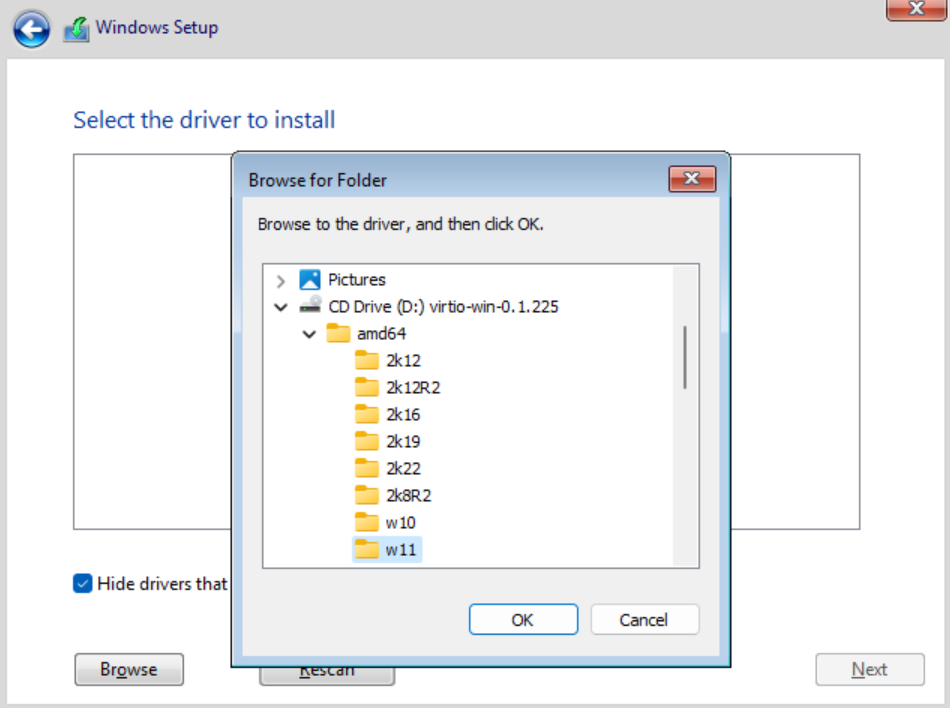 Windows Setup
Select the driver to install
Browse for Folder
Browse to the driver, and then click OK.
Pictures
CD Drive (D:) virtio-win-0.1.225
amd64
2k12
2k12R2
2k16
2k19
2k22
2k8R2
w10
w11
Hide drivers that
OK
Cancel
Browse
Rescan
Next